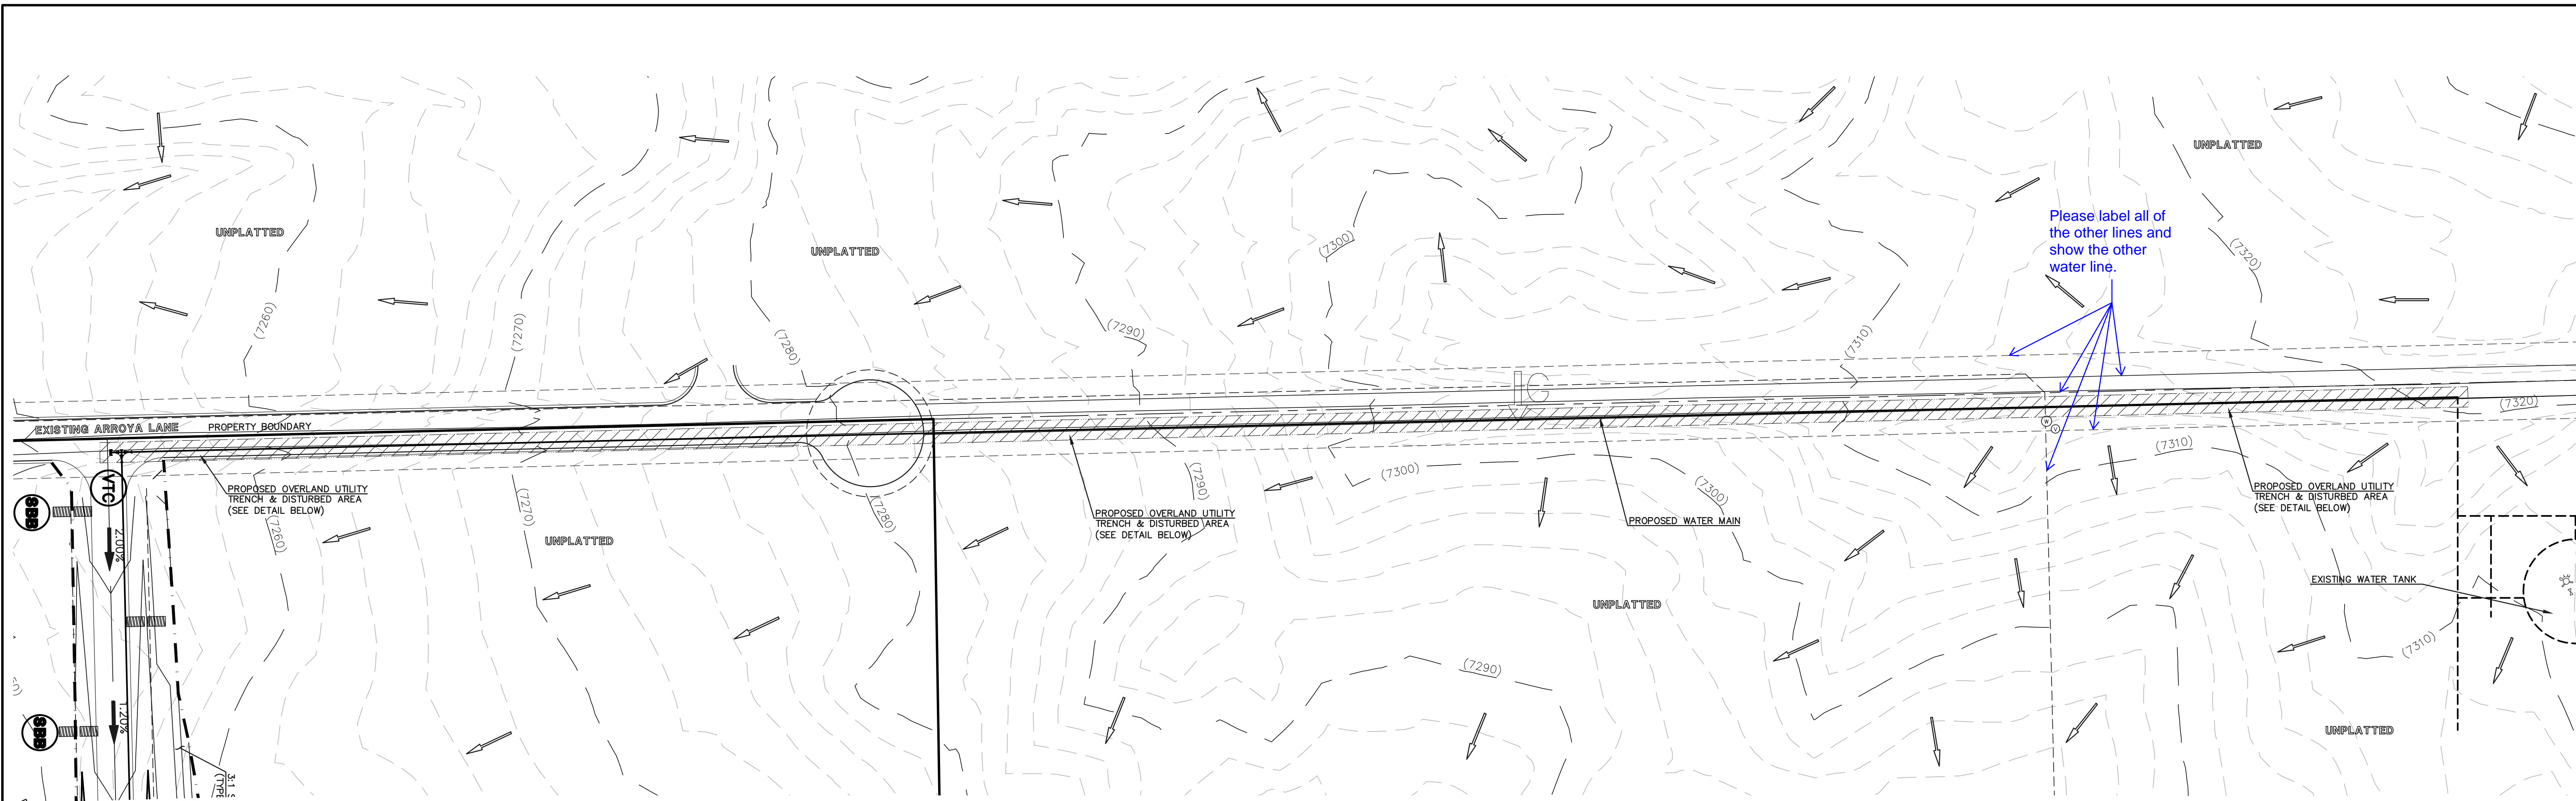 UNPLATTED
Please label all of
the other lines and
show the other
water line.
UNPLATTED
UNPLATTED
(7300)
(7320)
(7260)
(7270)
(7280)
(7290)
(7310)
EXISTING ARROYA LANE
PROPERTY BOUNDARY
(7320)
W
(7310)
(7300)
(7290)
(7300)
VTC
PROPOSED OVERLAND UTILITY
TRENCH & DISTURBED AREA
(SEE DETAIL BELOW)
PROPOSED OVERLAND UTILITY
TRENCH & DISTURBED AREA
(SEE DETAIL BELOW)
PROPOSED OVERLAND UTILITY
TRENCH & DISTURBED AREA
(SEE DETAIL BELOW)
PROPOSED WATER MAIN
SBB
(7260)
(7270)
(7280)
UNPLATTED
2.00%
EXISTING WATER TANK
UNPLATTED
(7310)
(7290)
SBB
1.20%
UNPLATTED
3:1
(TYPE